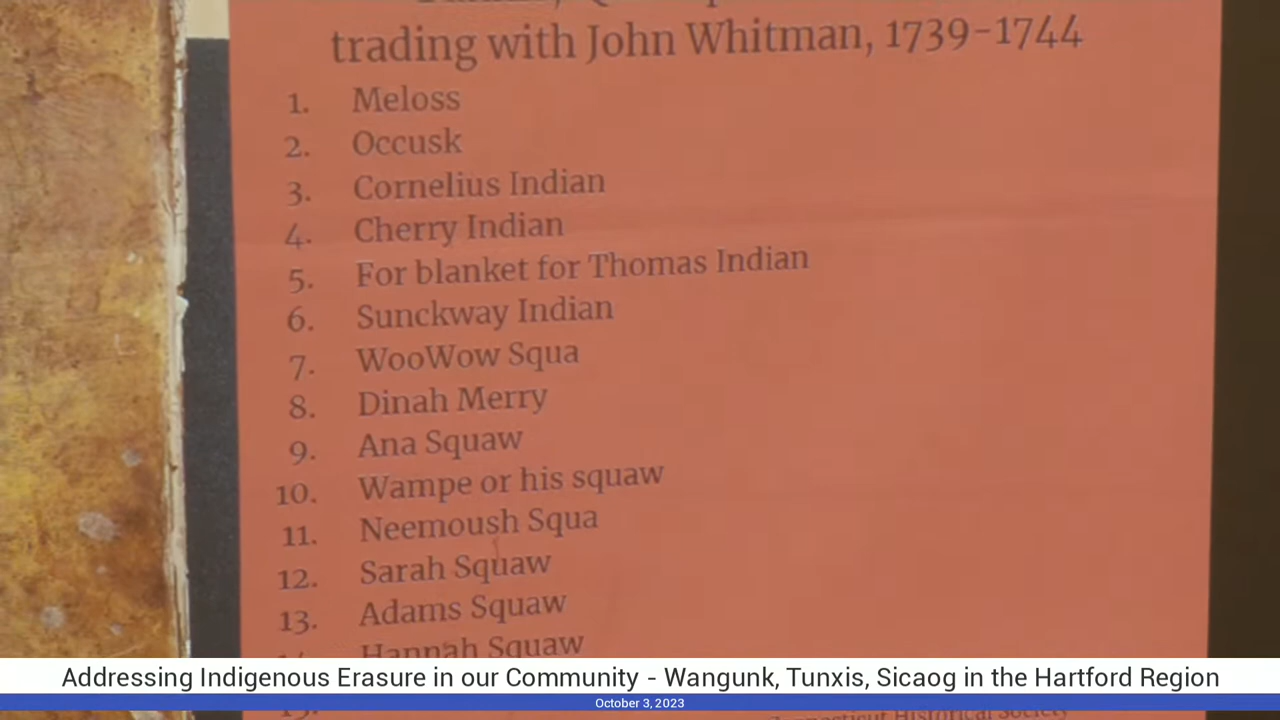 trading with John Whitman, 1739-1744
1. Meloss
2. Occusk
3. Cornelius Indian
4. Cherry Indian
5. For blanket for Thomas Indian
6. Sunckway Indian
7. WooWow Squa
8. Dinah Merry
9. Ana Squaw
10. Wampe or his squaw
11. Neemoush Squa
12. Sarah Squaw
13. Adams Squaw
Hannah Squaw
Addressing Indigenous Erasure in our Community - Wangunk, Tunxis, Sicaog in the Hartford Region
October 3, 2023
Historical Society